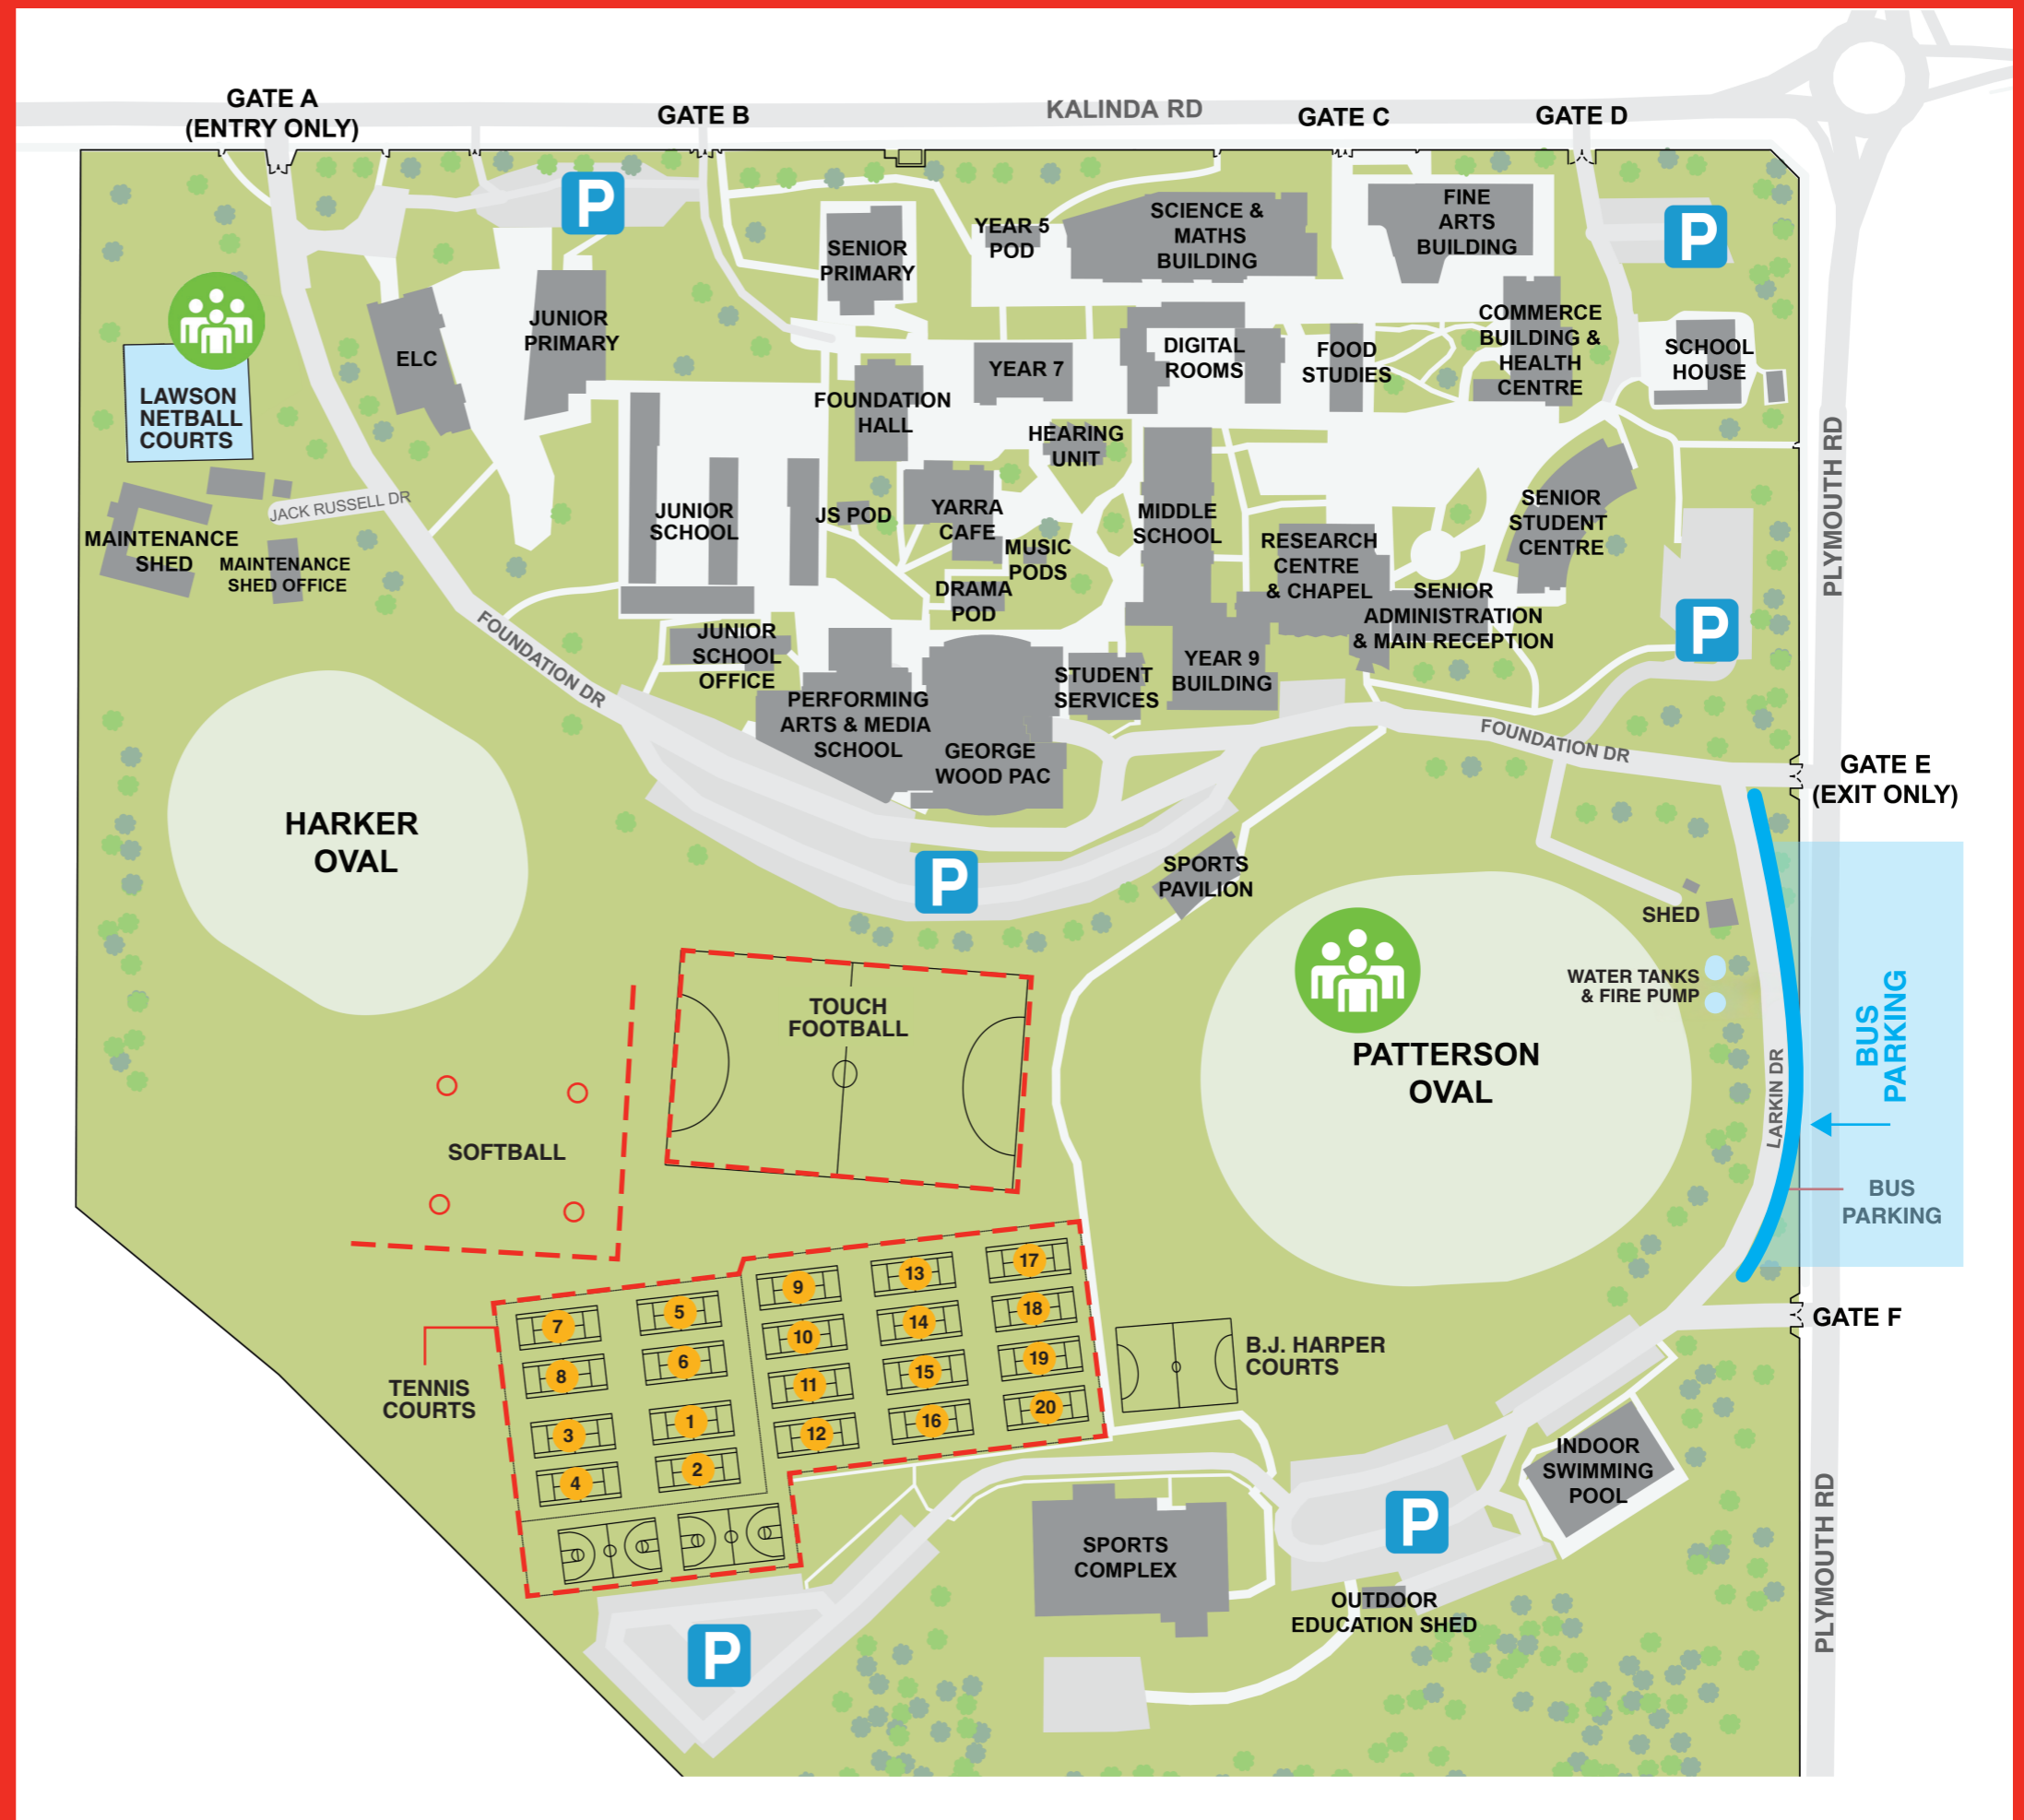 GATE A
(ENTRY ONLY)
GATE B
KALINDA RD
GATE C
GATE D
P
P
SENIOR
PRIMARY
YEAR 5
POD
SCIENCE &
MATHS
BUILDING
FINE
ARTS
BUILDING
ELC
JUNIOR
PRIMARY
YEAR 7
DIGITAL
ROOMS
FOOD
STUDIES
COMMERCE
BUILDING &
HEALTH
CENTRE
SCHOOL
HOUSE
LAWSON
NETBALL
COURTS
FOUNDATION
HALL
HEARING
UNIT
PLYMOUTH RD
JACK RUSSELL DR
MAINTENANCE
SHED
MAINTENANCE
SHED OFFICE
JUNIOR
SCHOOL
JS POD
YARRA
CAFE
MUSIC
PODS
DRAMA
POD
MIDDLE
SCHOOL
RESEARCH
CENTRE
& CHAPEL
SENIOR
STUDENT
CENTRE
SENIOR
ADMINISTRATION
& MAIN RECEPTION
P
FOUNDATION DR
JUNIOR
SCHOOL
OFFICE
PERFORMING
ARTS & MEDIA
SCHOOL
GEORGE
WOOD PAC
STUDENT
SERVICES
YEAR 9
BUILDING
FOUNDATION DR
GATE E
(EXIT ONLY)
HARKER
OVAL
P
SPORTS
PAVILION
SHED
WATER TANKS
& FIRE PUMP
BUS
PARKING
TOUCH
FOOTBALL
PATTERSON
OVAL
LARKIN DR
SOFTBALL
BUS
PARKING
GATE F
7
5
9
13
17
8
6
10
14
18
3
1
11
15
19
4
2
12
16
20
TENNIS
COURTS
B.J. HARPER
COURTS
INDOOR
SWIMMING
POOL
P
SPORTS
COMPLEX
OUTDOOR
EDUCATION SHED
P
PLYMOUTH RD